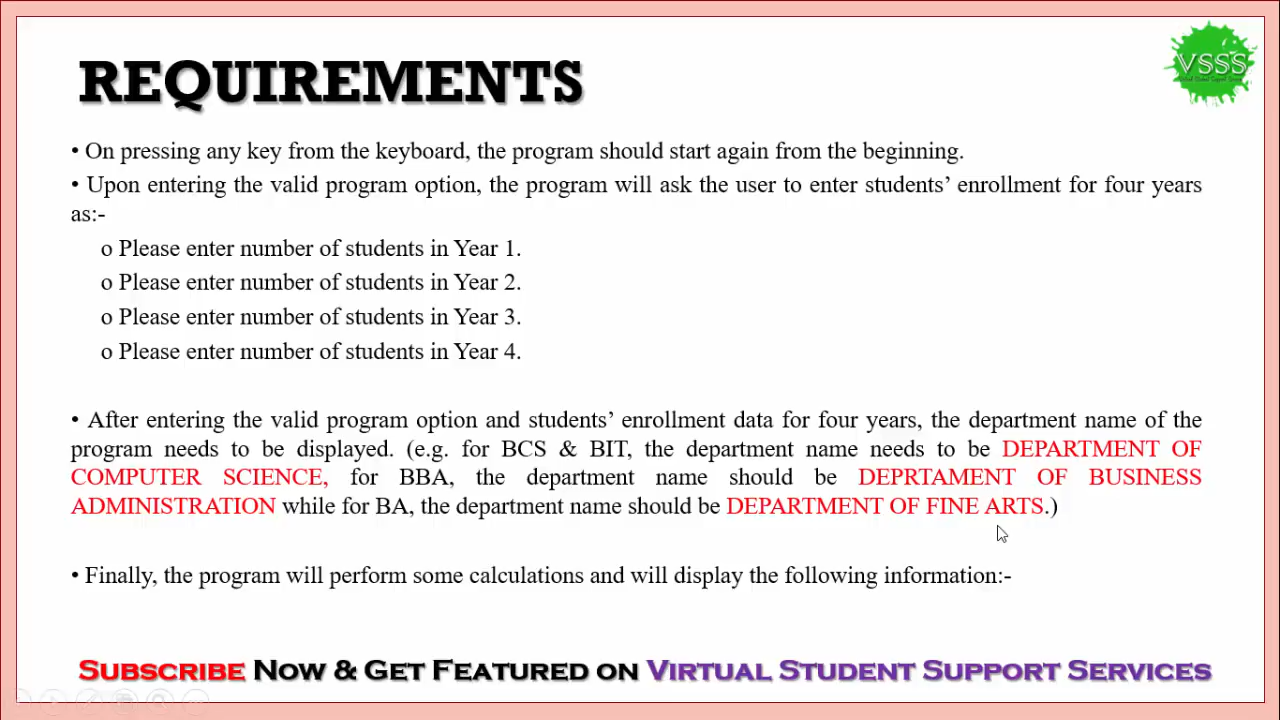 VSSS
REQUIREMENTS
• On pressing any key from the keyboard, the program should start again from the beginning.
• Upon entering the valid program option, the program will ask the user to enter students’ enrollment for four years
as:-
o Please enter number of students in Year 1.
o Please enter number of students in Year 2.
o Please enter number of students in Year 3.
o Please enter number of students in Year 4.
• After entering the valid program option and students’ enrollment data for four years, the department name of the
program needs to be displayed. (e.g. for BCS & BIT, the department name needs to be DEPARTMENT OF
COMPUTER SCIENCE, for BBA, the department name should be DEPRTAMENT OF BUSINESS
ADMINISTRATION while for BA, the department name should be DEPARTMENT OF FINE ARTS.)
• Finally, the program will perform some calculations and will display the following information:-
SUBSCRIBE NOW & GET FEATURED ON VIRTUAL STUDENT SUPPORT SERVICES